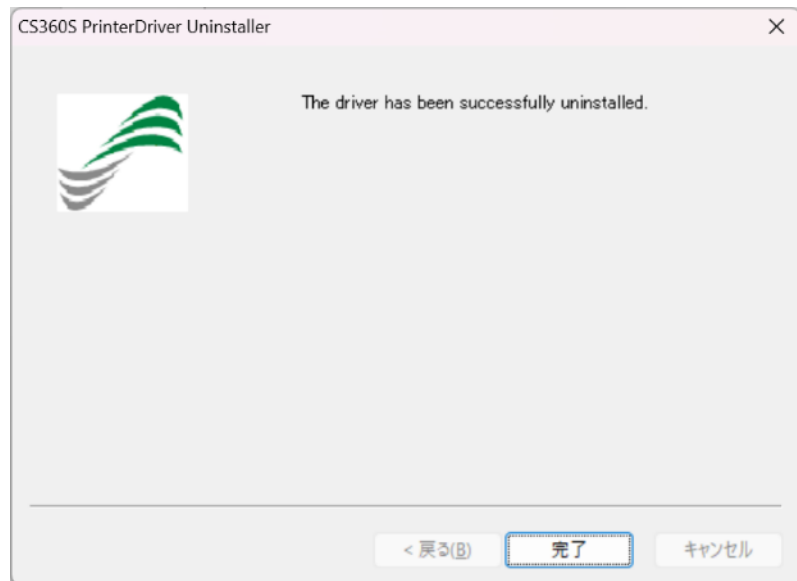 CS360S PrinterDriver Uninstaller
The driver has been successfully uninstalled.
< 戻る(B)
完了
キャンセル